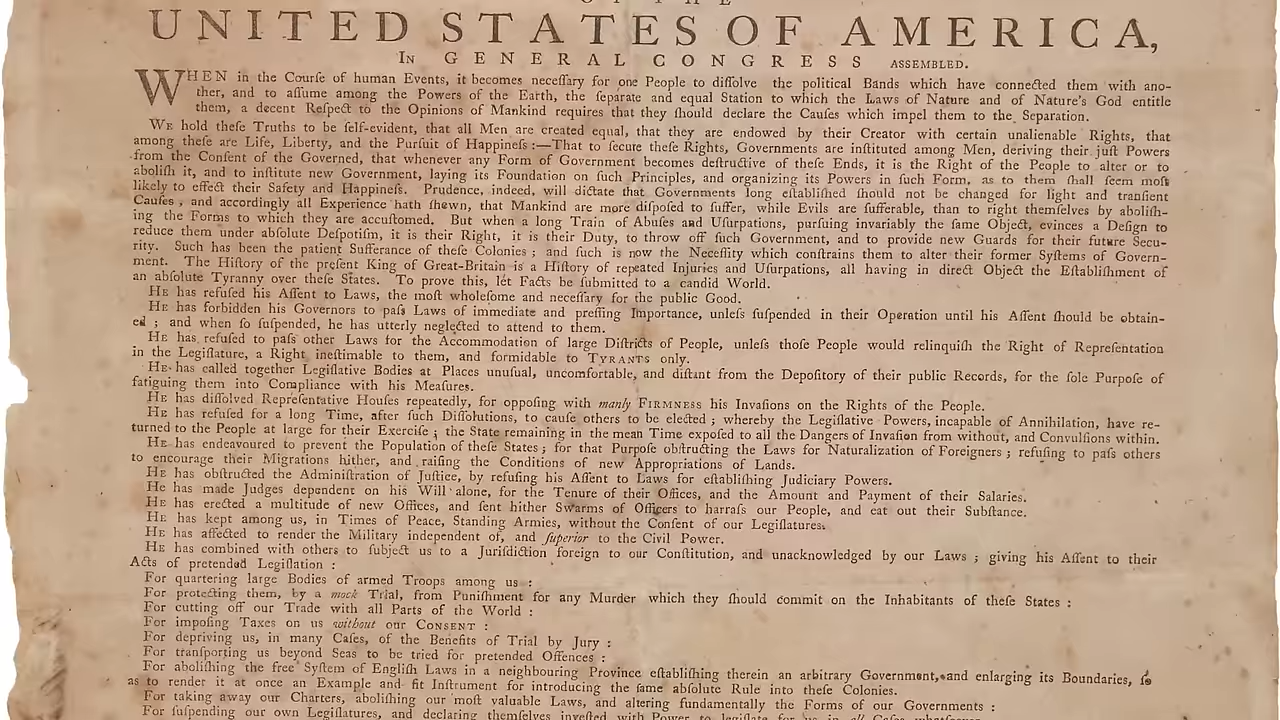 UNITED STATES OF AMERICA,
IN GENERAL CONGRESS ASSEMBLED.
WHEN in the Courſe of human Events, it becomes neceſſary for one People to diſſolve the political Bands which have connected them with ano-
ther, and to aſſume among the Powers of the Earth, the ſeparate and equal Station to which the Laws of Nature and of Nature's God entitle
them, a decent Reſpect to the Opinions of Mankind requires that they ſhould declare the Cauſes which impel them to the Separation.
WE hold theſe Truths to be ſelf-evident, that all Men are created equal, that they are endowed by their Creator with certain unalienable Rights, that
among theſe are Life, Liberty, and the Purſuit of Happineſs :—That to ſecure theſe Rights, Governments are inſtituted among Men, deriving their juſt Powers
from the Conſent of the Governed, that whenever any Form of Government becomes deſtructive of theſe Ends, it is the Right of the People to alter or to
aboliſh it, and to inſtitute new Government, laying its Foundation on ſuch Principles, and organizing its Powers in ſuch Form, as to them ſhall ſeem moſt
likely to effect their Safety and Happineſs. Prudence, indeed, will dictate that Governments long eſtabliſhed ſhould not be changed for light and tranſient
Cauſes , and accordingly all Experience hath ſhewn, that Mankind are more diſpoſed to ſuffer, while Evils are ſufferable, than to right themſelves by aboliſh-
ing the Forms to which they are accuſtomed. But when a long Train of Abuſes and Uſurpations, purſuing invariably the ſame Object, evinces a Deſign to
reduce them under abſolute Deſpotiſm, it is their Right, it is their Duty, to throw off ſuch Government, and to provide new Guards for their future Secu-
rity. Such has been the patient Sufferance of theſe Colonies ; and ſuch is now the Neceſſity which conſtrains them to alter their former Syſtems of Govern-
ment. The Hiſtory of the preſent King of Great-Britain is a Hiſtory of repeated Injuries and Uſurpations, all having in direct Object the Eſtabliſhment of
an abſolute Tyranny over theſe States. To prove this, let Facts be ſubmitted to a candid World.
HE has refuſed his Aſſent to Laws, the moſt wholeſome and neceſſary for the public Good.
HE has forbidden his Governors to paſs Laws of immediate and preſſing Importance, unleſs ſuſpended in their Operation until his Aſſent ſhould be obtain-
ed ; and when ſo ſuſpended, he has utterly neglected to attend to them.
HE has refuſed to paſs other Laws for the Accommodation of large Diſtricts of People, unleſs thoſe People would relinquiſh the Right of Repreſentation
in the Legiſlature, a Right ineſtimable to them, and formidable to TYRANTS only.
HE has called together Legiſlative Bodies at Places unuſual, uncomfortable, and diſtant from the Depoſitory of their public Records, for the ſole Purpoſe of
fatiguing them into Compliance with his Meaſures.
HE has diſſolved Repreſentative Houſes repeatedly, for oppoſing with manly FIRMNESS his Invaſions on the Rights of the People.
HE has refuſed for a long Time, after ſuch Diſſolutions, to cauſe others to be elected ; whereby the Legiſlative Powers, incapable of Annihilation, have re-
turned to the People at large for their Exerciſe ; the State remaining in the mean Time expoſed to all the Dangers of Invaſion from without, and Convulſions within.
HE has endeavoured to prevent the Population of theſe States ; for that Purpoſe obſtructing the Laws for Naturalization of Foreigners ; refuſing to paſs others
to encourage their Migrations hither, and raiſing the Conditions of new Appropriations of Lands.
HE has obſtructed the Adminiſtration of Juſtice, by refuſing his Aſſent to Laws for eſtabliſhing Judiciary Powers.
He has made Judges dependent on his Will alone, for the Tenure of their Offices, and the Amount and Payment of their Salaries.
HE has erected a multitude of new Offices, and ſent hither Swarms of Officers to harraſs our People, and eat out their Subſtance.
HE has kept among us, in Times of Peace, Standing Armies, without the Conſent of our Legiſlatures.
HE has affected to render the Military independent of, and ſuperior to the Civil Power.
HE has combined with others to ſubject us to a Juriſdiction foreign to our Conſtitution, and unacknowledged by our Laws ; giving his Aſſent to their
Acts of pretended Legiſlation :
For quartering large Bodies of armed Troops among us :
For protecting them, by a mock Trial, from Puniſhment for any Murder which they ſhould commit on the Inhabitants of theſe States :
For cutting off our Trade with all Parts of the World :
For impoſing Taxes on us without our CONSENT :
For depriving us, in many Caſes, of the Benefits of Trial by Jury :
For tranſporting us beyond Seas to be tried for pretended Offences :
For aboliſhing the free Syſtem of Engliſh Laws in a neighbouring Province eſtabliſhing therein an arbitrary Government, and enlarging its Boundaries, ſo
as to render it at once an Example and fit Inſtrument for introducing the ſame abſolute Rule into theſe Colonies.
For taking away our Charters, aboliſhing our moſt valuable Laws, and altering fundamentally the Forms of our Governments :
For ſuſpending our own Legiſlatures, and declaring themſelves inveſted with Power to legiſlate for us in all Caſes whatſoever